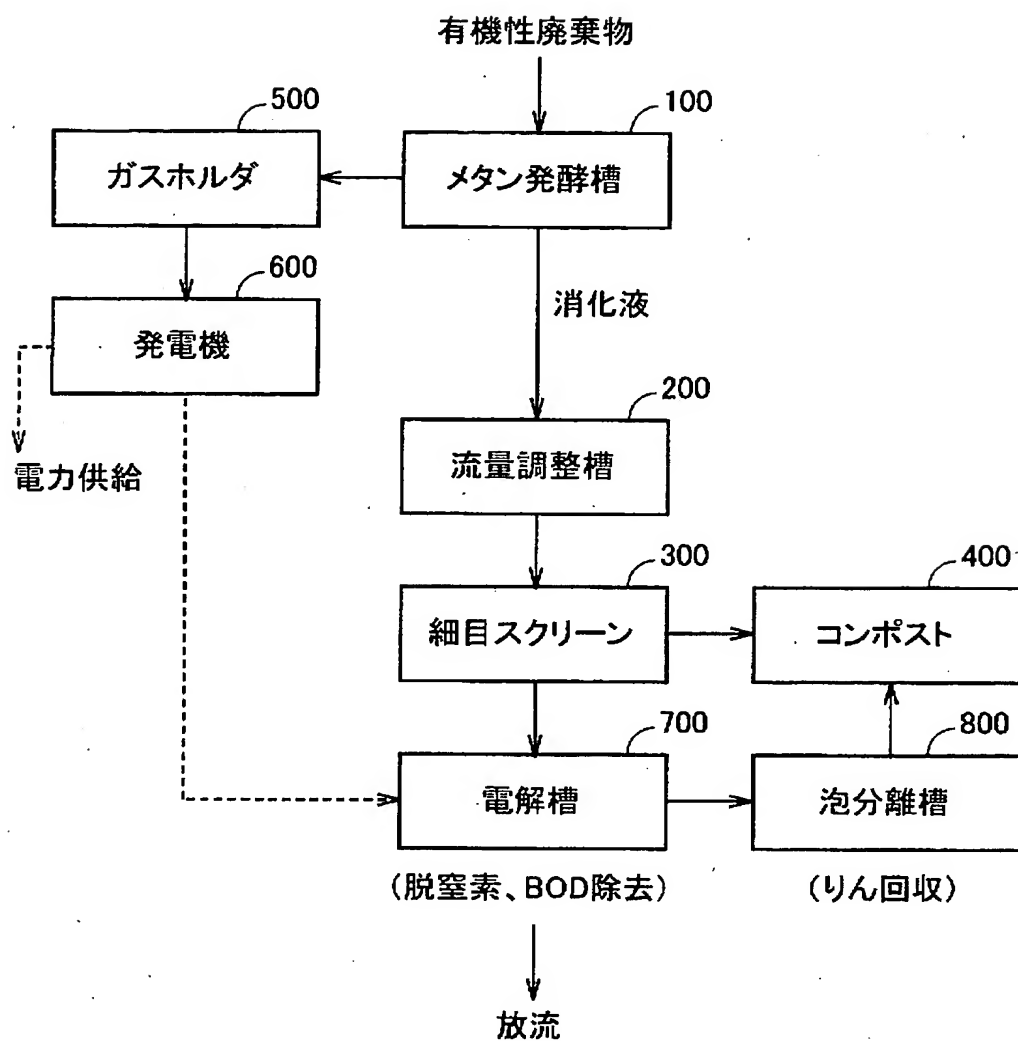 有機性廃棄物
500
100
ガスホルダ
メタン発酵槽
600
発電機
消化液
200
電力供給
流量調整槽
300
400
細目スクリーン
コンポスト
700
800
電解槽
泡分離槽
(脱窒素、BOD除去)
(りん回収)
放流